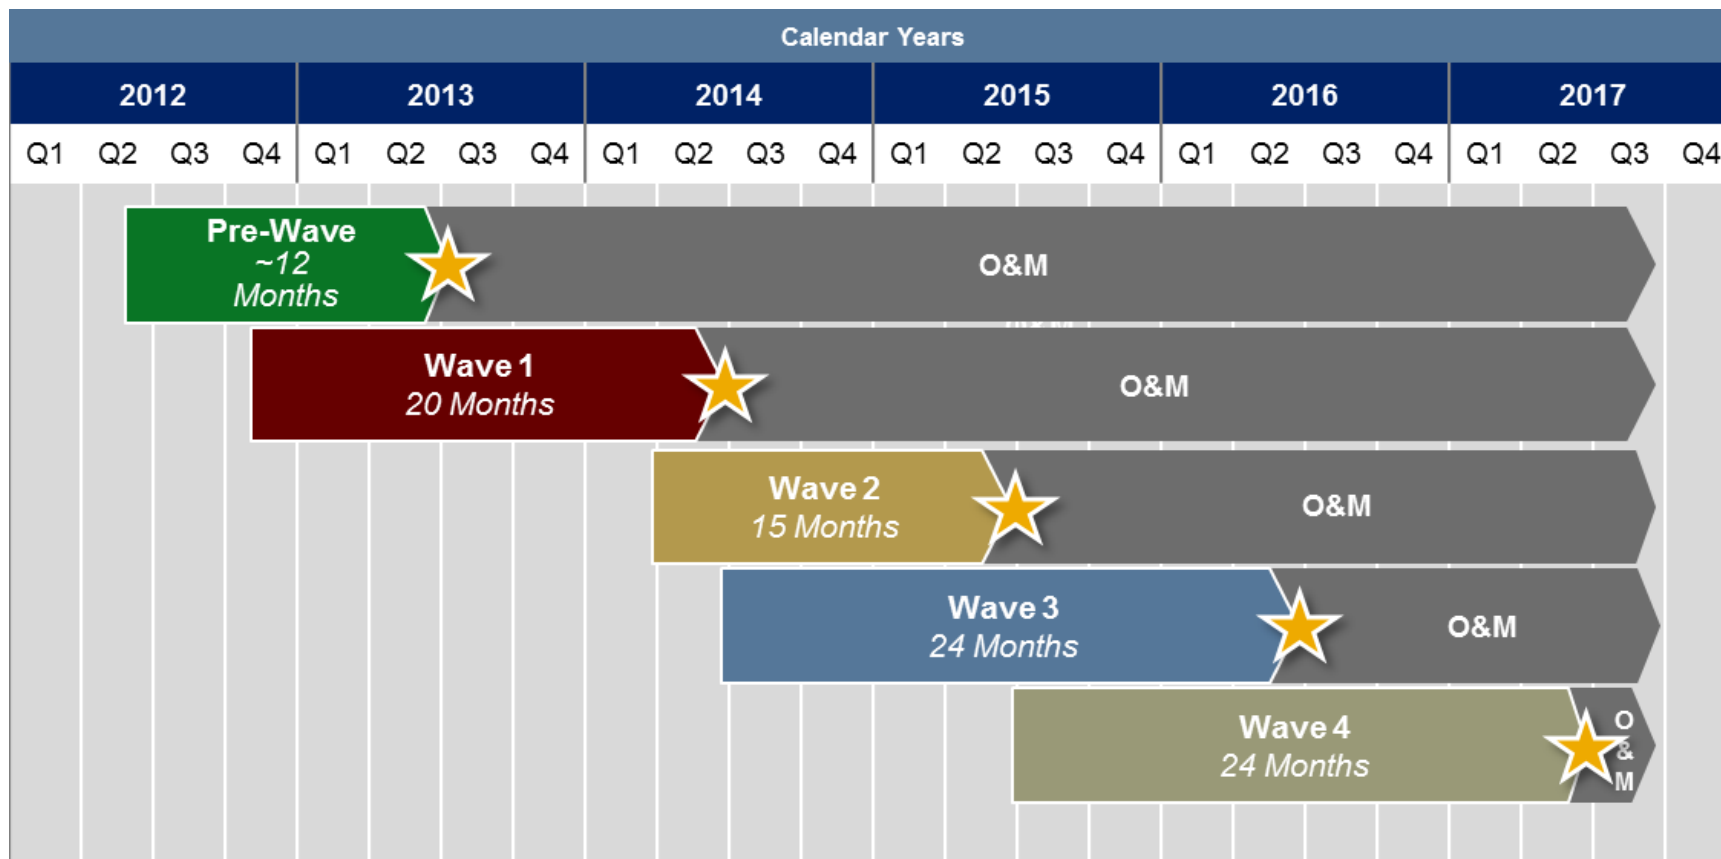 Calendar Years
2012 2013 2014 2015 2016 2017
Q1 Q2 Q3 Q4 Q1 Q2 Q3 Q4 Q1 Q2 Q3 Q4 Q1 Q2 Q3 Q4 Q1 Q2 Q3 Q4 Q1 Q2 Q3 Q4
Pre-Wave
~12
Months
O&M
Wave 1
20 Months
O&M
Wave 2
15 Months
O&M
Wave 3
24 Months
O&M
Wave 4
24 Months
O
&
M